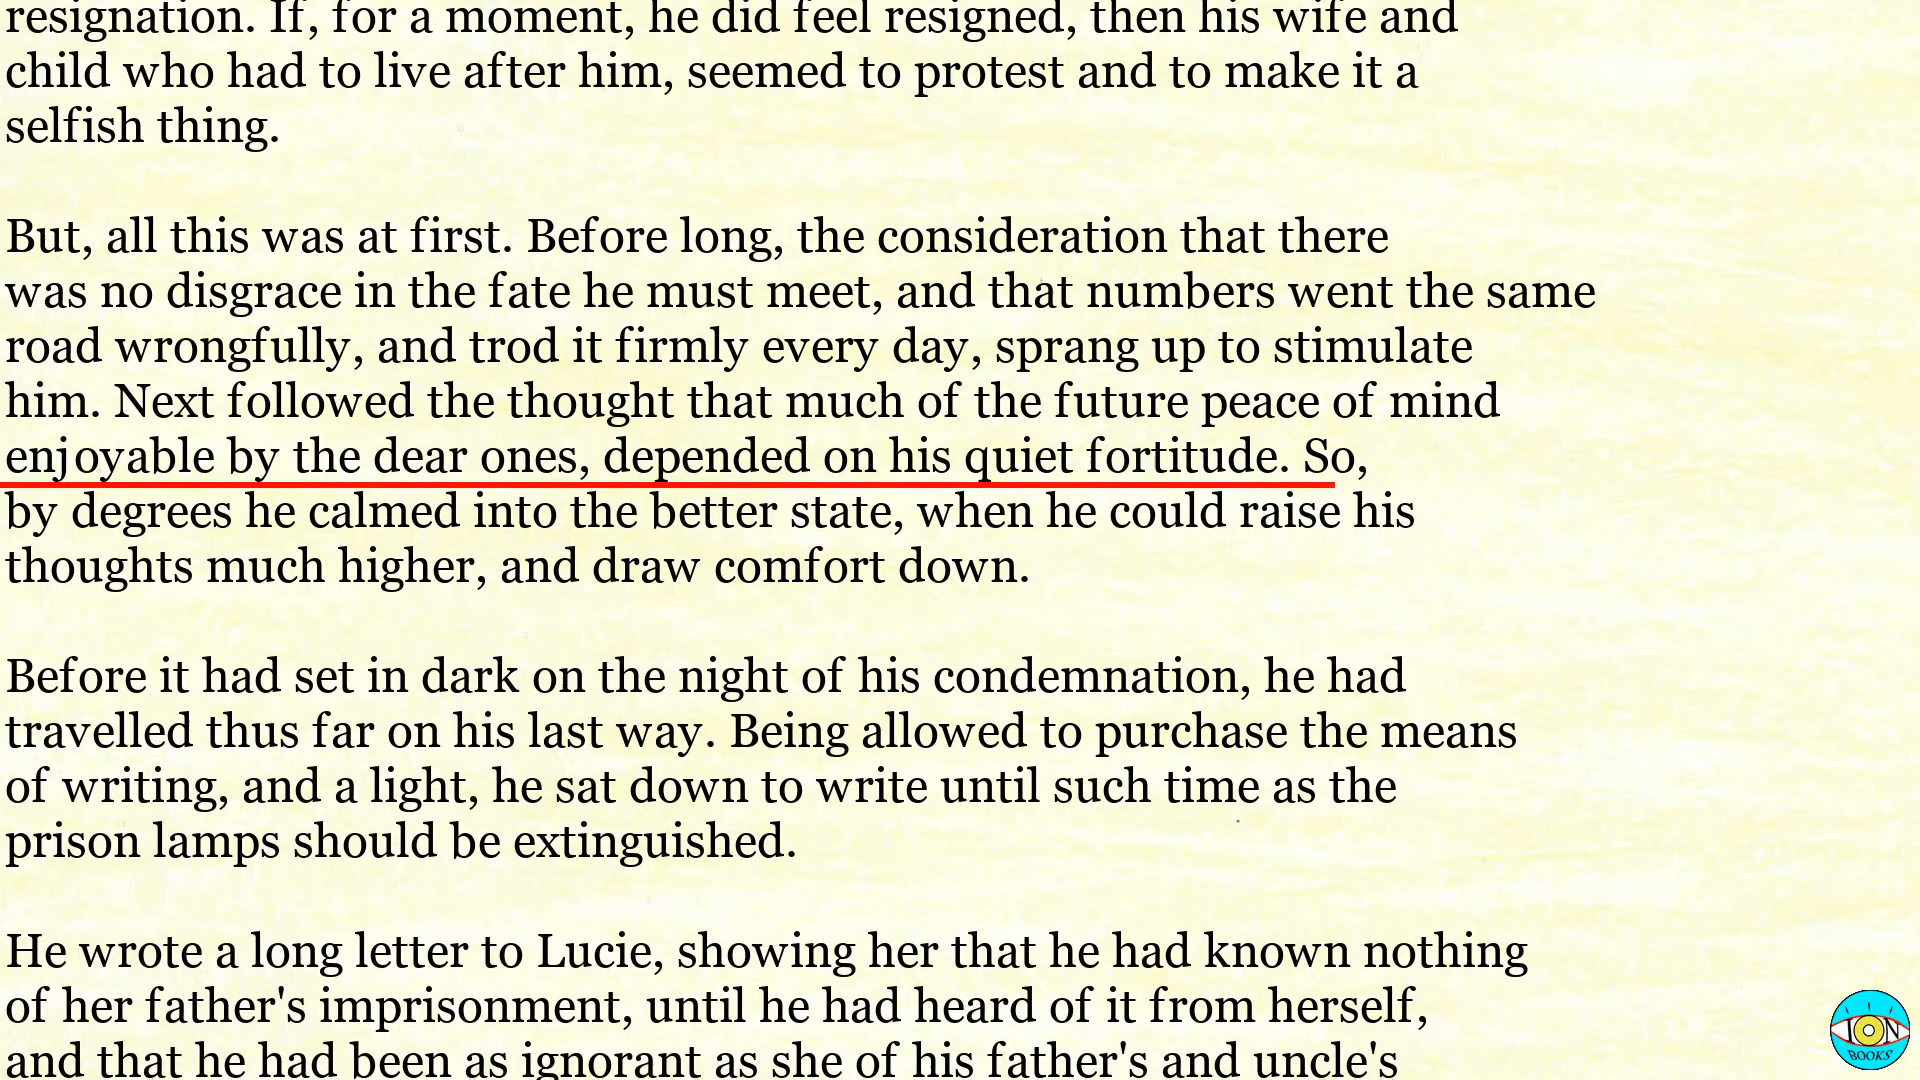 resignation. If, for a moment, he did feel resigned, then his wife and
child who had to live after him, seemed to protest and to make it a
selfish thing.
But, all this was at first. Before long, the consideration that there
was no disgrace in the fate he must meet, and that numbers went the same
road wrongfully, and trod it firmly every day, sprang up to stimulate
him. Next followed the thought that much of the future peace of mind
enjoyable by the dear ones, depended on his quiet fortitude. So,
by degrees he calmed into the better state, when he could raise his
thoughts much higher, and draw comfort down.
Before it had set in dark on the night of his condemnation, he had
travelled thus far on his last way. Being allowed to purchase the means
of writing, and a light, he sat down to write until such time as the
prison lamps should be extinguished.
He wrote a long letter to Lucie, showing her that he had known nothing
of her father's imprisonment, until he had heard of it from herself,
and that he had been as ignorant as she of his father's and uncle's
ION
BOOKS